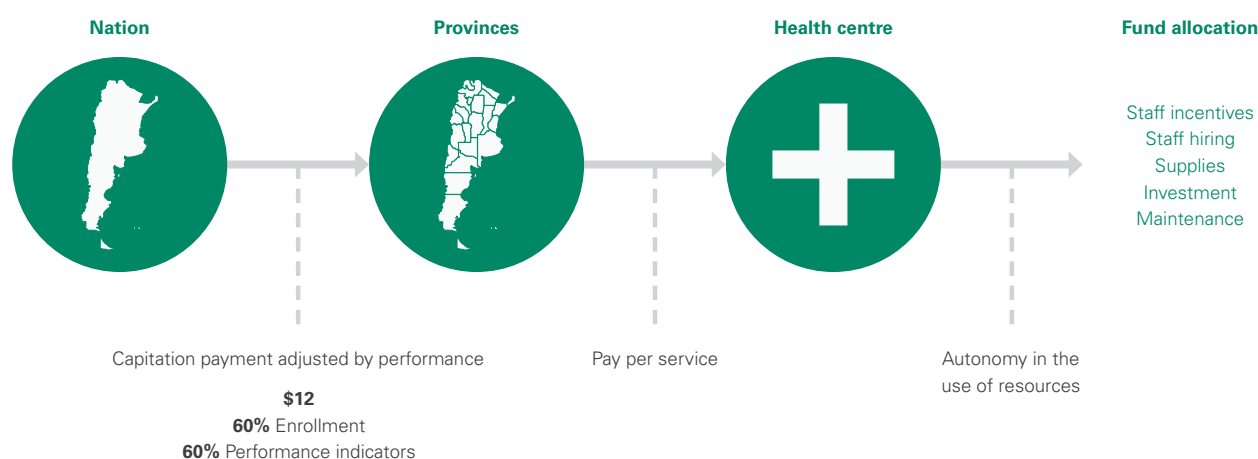 Nation
Provinces
Health centre
Fund allocation
Staff incentives
Staff hiring
Supplies
Investment
Maintenance
Capitation payment adjusted by performance
$12
60% Enrollment
60% Performance indicators
Pay per service
Autonomy in the
use of resources